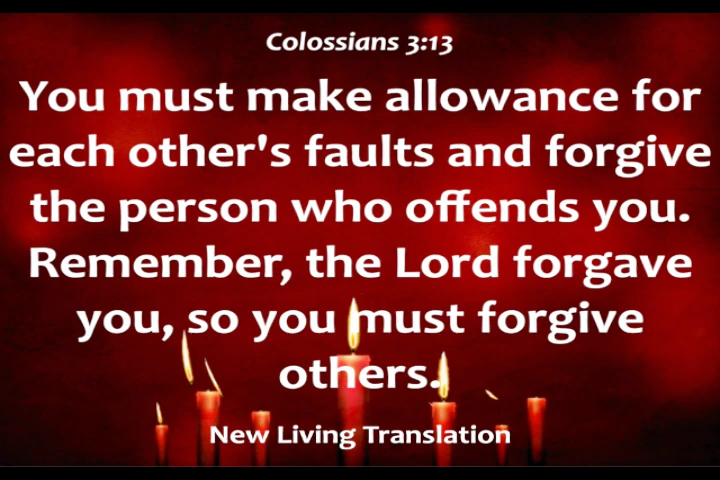 Colossians 3:13
You must make allowance for
each other's faults and forgive
the person who offends you.
Remember, the Lord forgave
you, so you must forgive
others.
New Living Translation